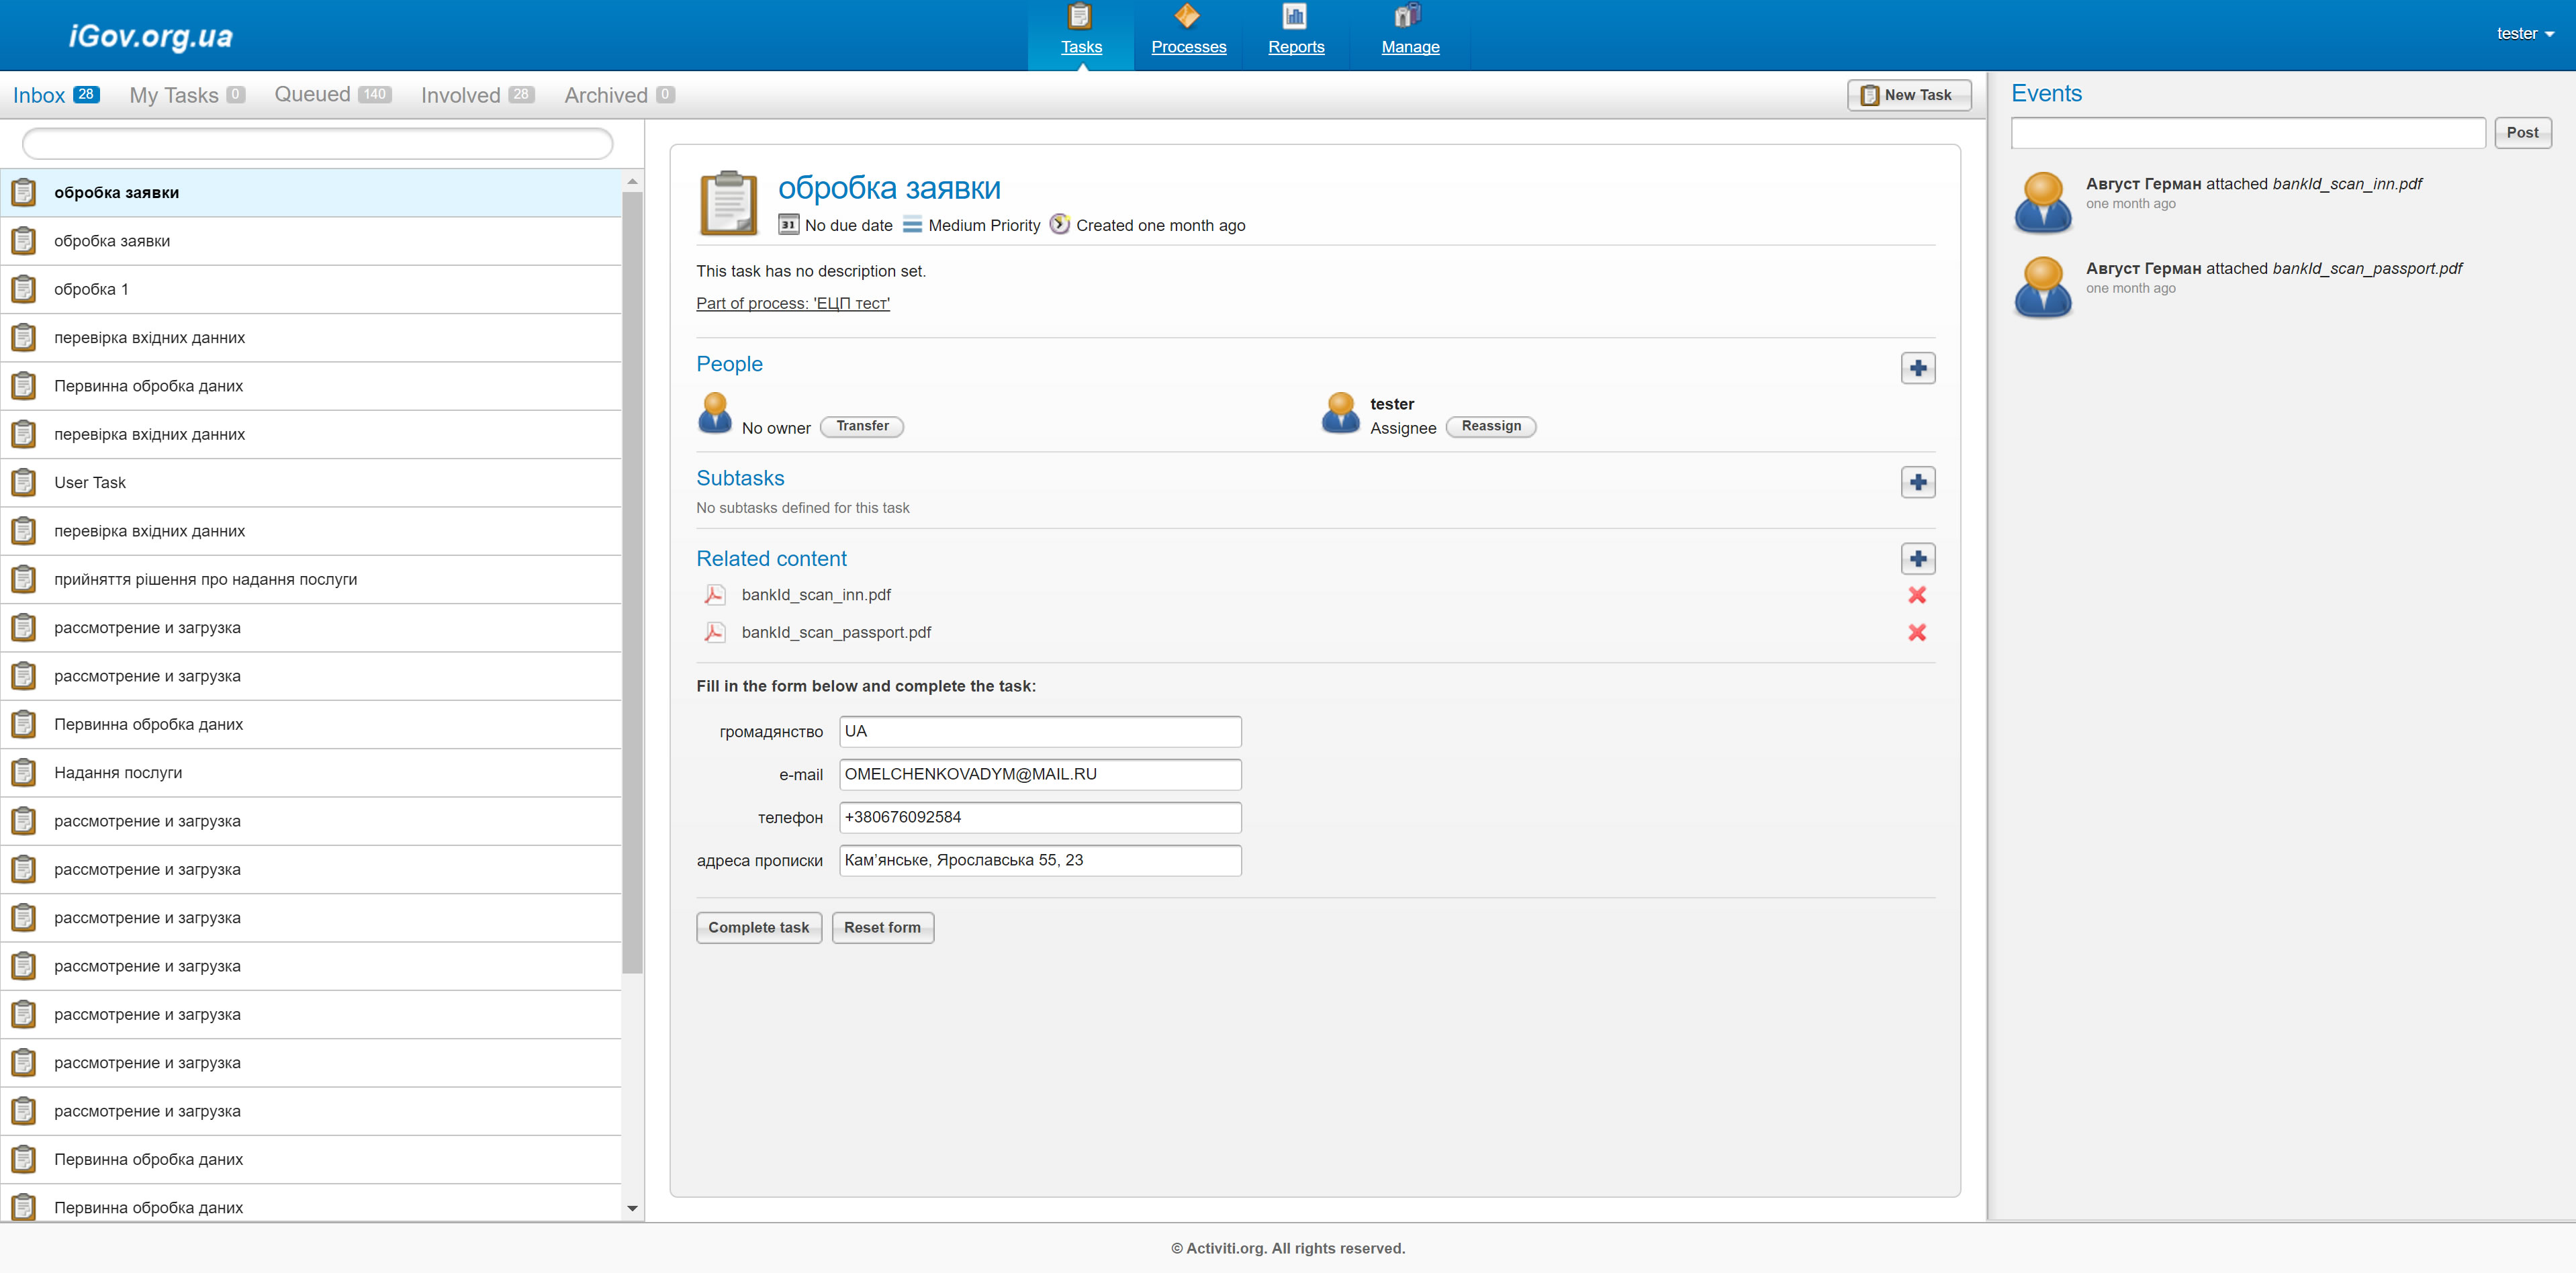 iGov.org.ua
Tasks
Processes
Reports
Manage
tester
Inbox 28
My Tasks 0
Queued 140
Involved 28
Archived 0
New Task
обробка заявки
обробка заявки
обробка 1
перевірка вхідних данних
Первинна обробка даних
перевірка вхідних данних
User Task
перевірка вхідних данних
прийняття рішення про надання послуги
рассмотрение и загрузка
рассмотрение и загрузка
Первинна обробка даних
Надання послуги
рассмотрение и загрузка
рассмотрение и загрузка
рассмотрение и загрузка
рассмотрение и загрузка
рассмотрение и загрузка
рассмотрение и загрузка
рассмотрение и загрузка
Первинна обробка даних
Первинна обробка даних
обробка заявки
31 No due date Medium Priority Created one month ago
This task has no description set.
Part of process: 'ЕЦП тест'
People
No owner Transfer
tester
Assignee Reassign
Subtasks
No subtasks defined for this task
Related content
bankId_scan_inn.pdf
bankId_scan_passport.pdf
Fill in the form below and complete the task:
громадянство UA
e-mail OMELCHENKOVADYM@MAIL.RU
телефон +380676092584
адреса прописки Кам'янське, Ярославська 55, 23
Complete task Reset form
Events
Post
Август Герман attached bankId_scan_inn.pdf
one month ago
Август Герман attached bankId_scan_passport.pdf
one month ago
© Activiti.org. All rights reserved.